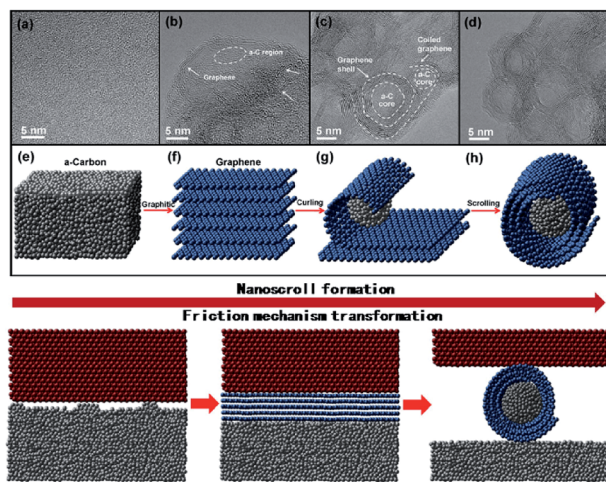 (a)
5 nm
(b)
a-C region
Graphene
5 nm
(c)
Coiled
graphene
Graphene
shell
a-C
core
a-C
core
5 nm
(d)
5 nm
(e)
a-Carbon
Graphitic
(f)
Graphene
Curling
(g)
Scrolling
(h)
Nanoscroll formation
Friction mechanism transformation